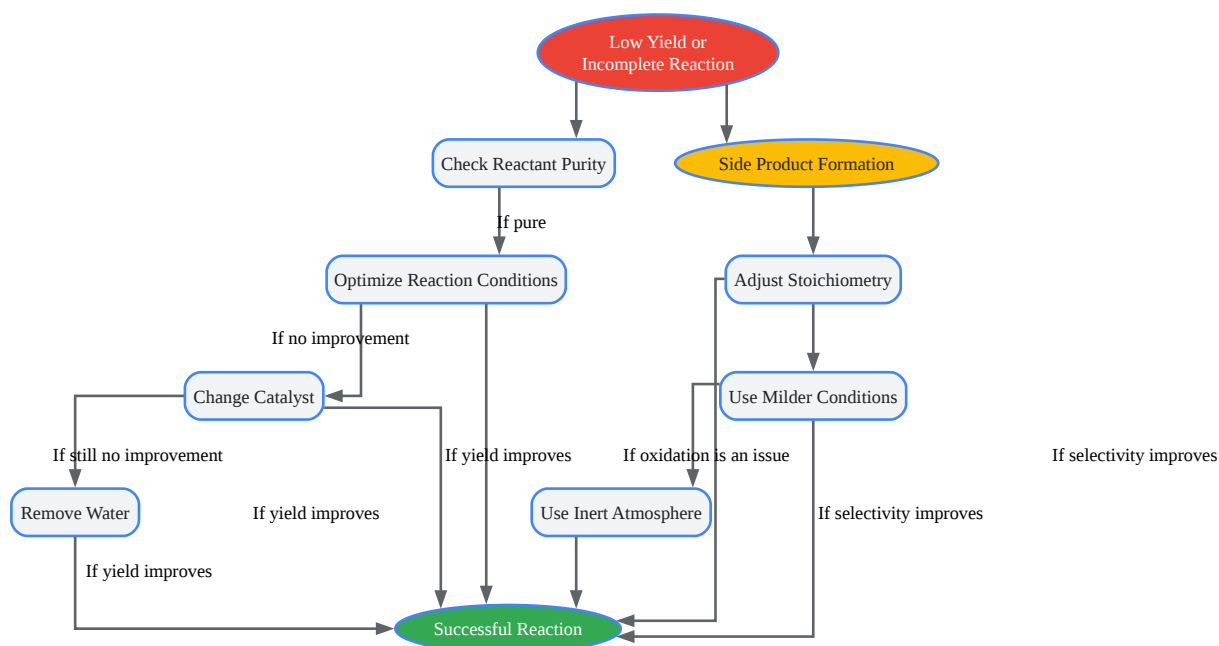 Low Yield or
Incomplete Reaction
Check Reactant Purity
Side Product Formation
If pure
Optimize Reaction Conditions
Adjust Stoichiometry
If no improvement
Change Catalyst
Use Milder Conditions
If still no improvement
If yield improves
If oxidation is an issue
If selectivity improves
Remove Water
If yield improves
Use Inert Atmosphere
If selectivity improves
If yield improves
Successful Reaction